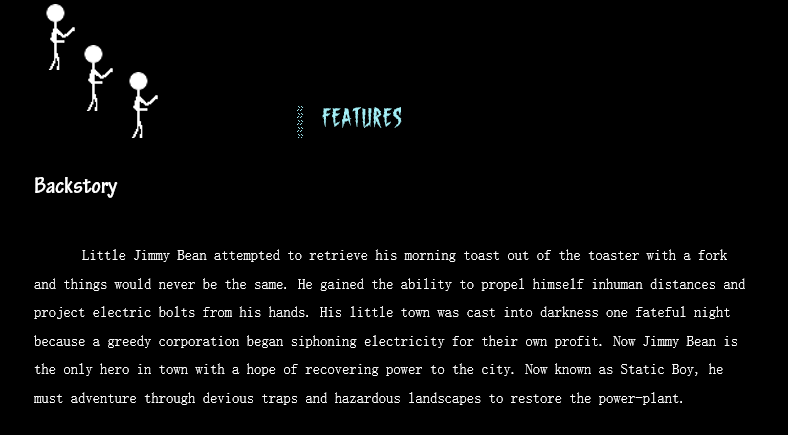 FEATURES
Backstory
Little Jimmy Bean attempted to retrieve his morning toast out of the toaster with a fork
and things would never be the same. He gained the ability to propel himself inhuman distances and
project electric bolts from his hands. His little town was cast into darkness one fateful night
because a greedy corporation began siphoning electricity for their own profit. Now Jimmy Bean is
the only hero in town with a hope of recovering power to the city. Now known as Static Boy, he
must adventure through devious traps and hazardous landscapes to restore the power-plant.